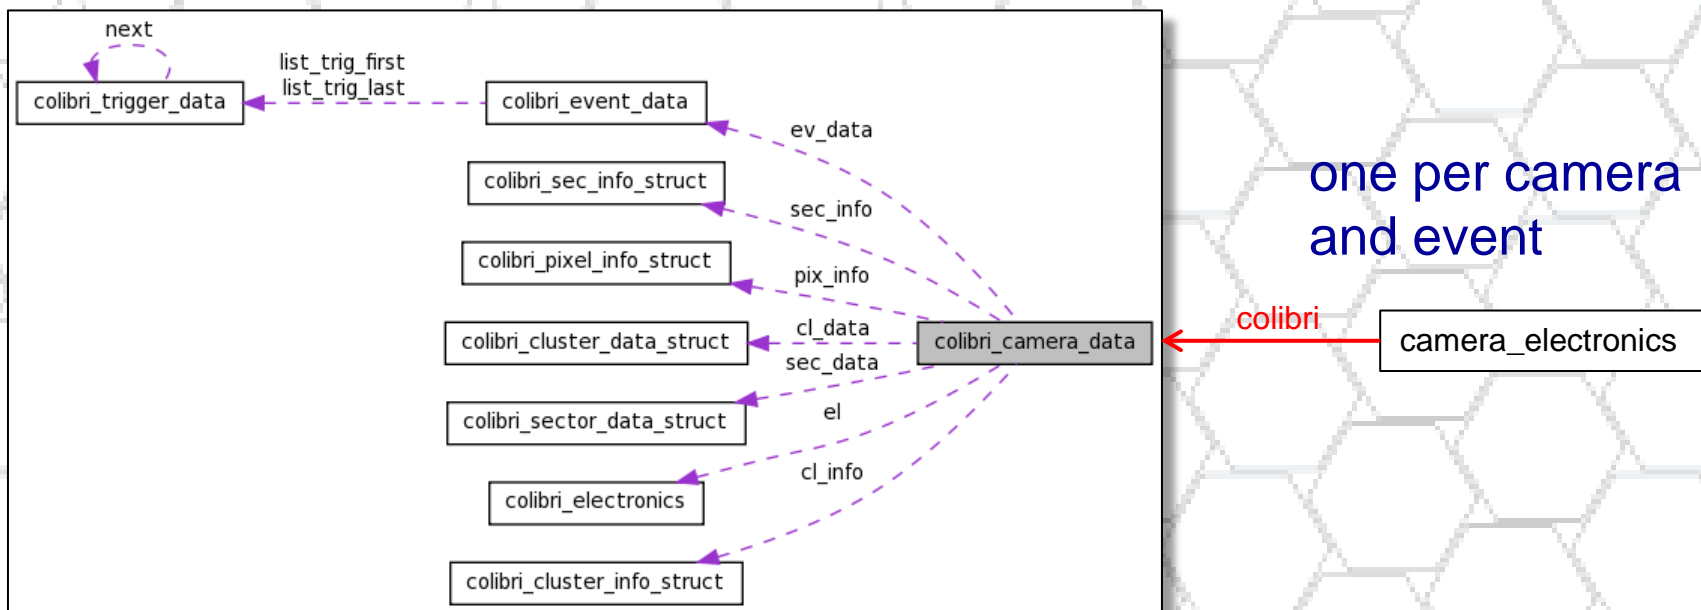 next
list_trig_first
list_trig_last
colibri_trigger_data
colibri_event_data
ev_data
colibri_sec_info_struct
sec_info
colibri_pixel_info_struct
pix_info
colibri_cluster_data_struct
cl_data
colibri_camera_data
sec_data
colibri_sector_data_struct
el
colibri_electronics
cl_info
colibri_cluster_info_struct
one per camera
and event
colibri
camera_electronics